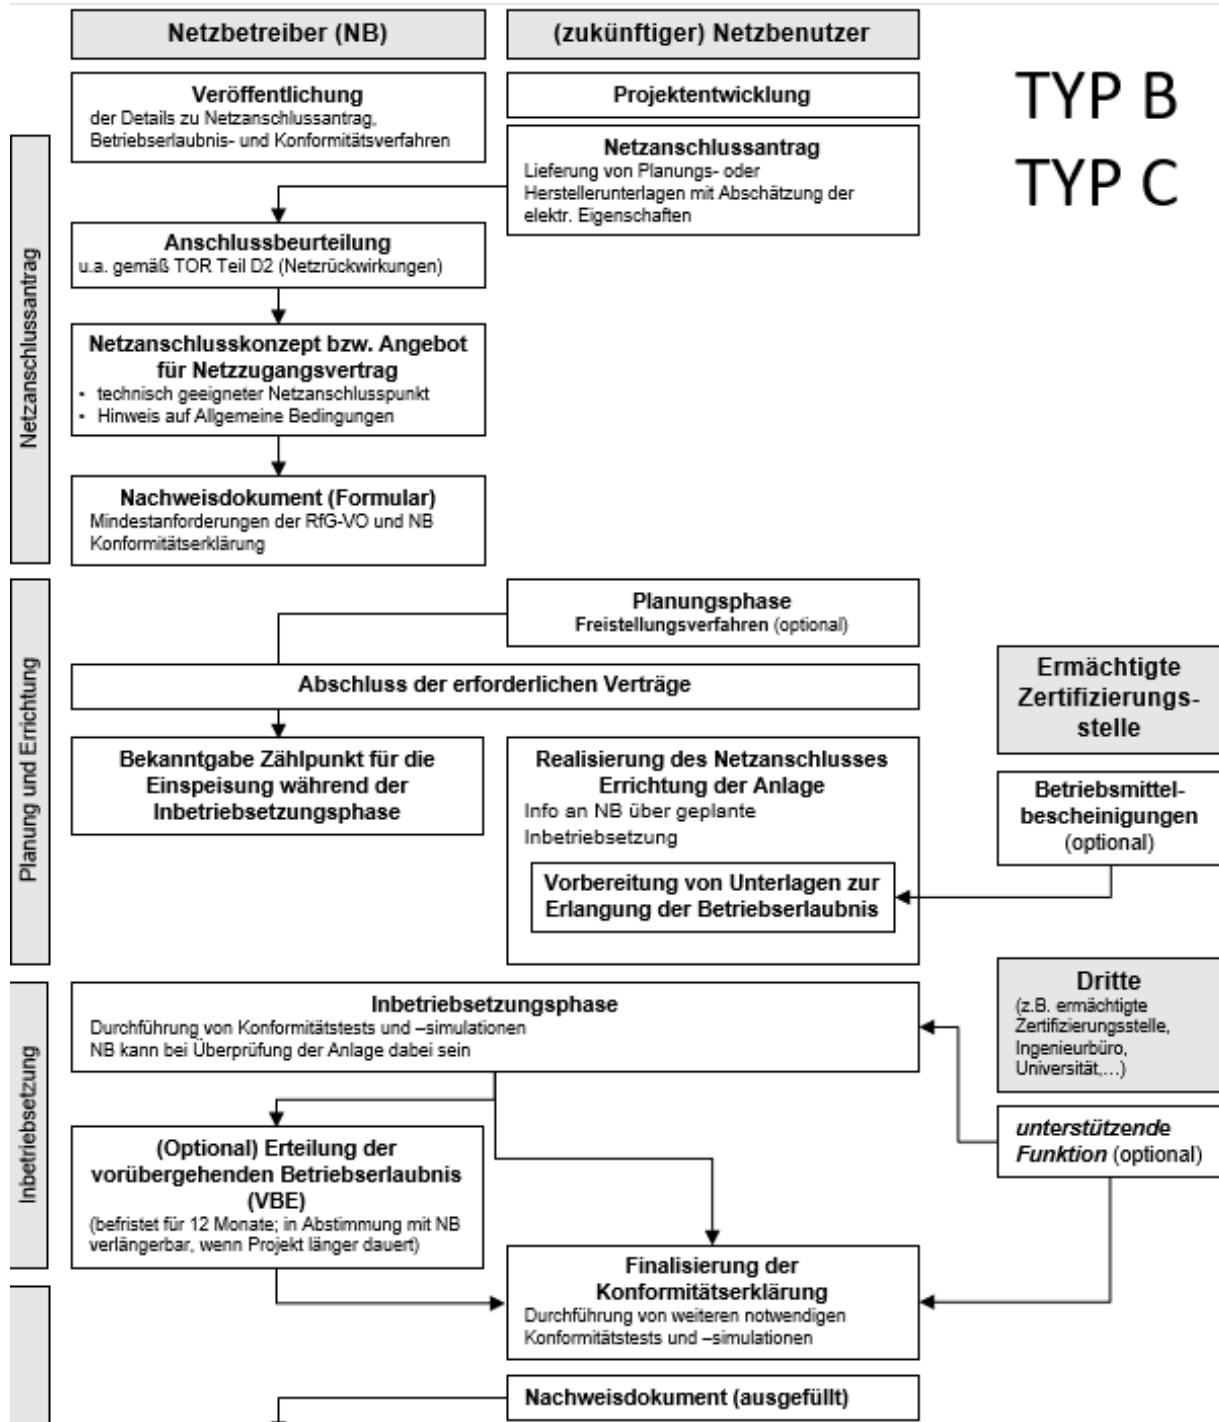 Netzbetreiber (NB)
(zukünftiger) Netzbenutzer
TYP B
TYP C
Veröffentlichung
der Details zu Netzanschlussantrag,
Betriebserlaubnis- und Konformitätsverfahren
Projektentwicklung
Netzanschlussantrag
Lieferung von Planungs- oder
Herstellerunterlagen mit Abschätzung der
elektr. Eigenschaften
Netzanschlussantrag
Anschlussbeurteilung
u.a. gemäß TOR Teil D2 (Netzrückwirkungen)
Netzanschlusskonzept bzw. Angebot
für Netzzugangsvertrag
• technisch geeigneter Netzanschlusspunkt
• Hinweis auf Allgemeine Bedingungen
Nachweisdokument (Formular)
Mindestanforderungen der RfG-VO und NB
Konformitätserklärung
Planung und Errichtung
Planungsphase
Freistellungsverfahren (optional)
Abschluss der erforderlichen Verträge
Ermächtigte
Zertifizierungs-
stelle
Bekanntgabe Zählpunkt für die
Einspeisung während der
Inbetriebsetzungsphase
Realisierung des Netzanschlusses
Errichtung der Anlage
Info an NB über geplante
Inbetriebsetzung
Vorbereitung von Unterlagen zur
Erlangung der Betriebserlaubnis
Betriebsmittel-
bescheinigungen
(optional)
Inbetriebsetzung
Inbetriebsetzungsphase
Durchführung von Konformitätstests und –simulationen
NB kann bei Überprüfung der Anlage dabei sein
Dritte
(z.B. ermächtigte
Zertifizierungsstelle,
Ingenieurbüro,
Universität,...)
unterstützende
Funktion (optional)
(Optional) Erteilung der
vorübergehenden Betriebserlaubnis
(VBE)
(befristet für 12 Monate; in Abstimmung mit NB
verlängerbar, wenn Projekt länger dauert)
Finalisierung der
Konformitätserklärung
Durchführung von weiteren notwendigen
Konformitätstests und –simulationen
Nachweisdokument (ausgefüllt)